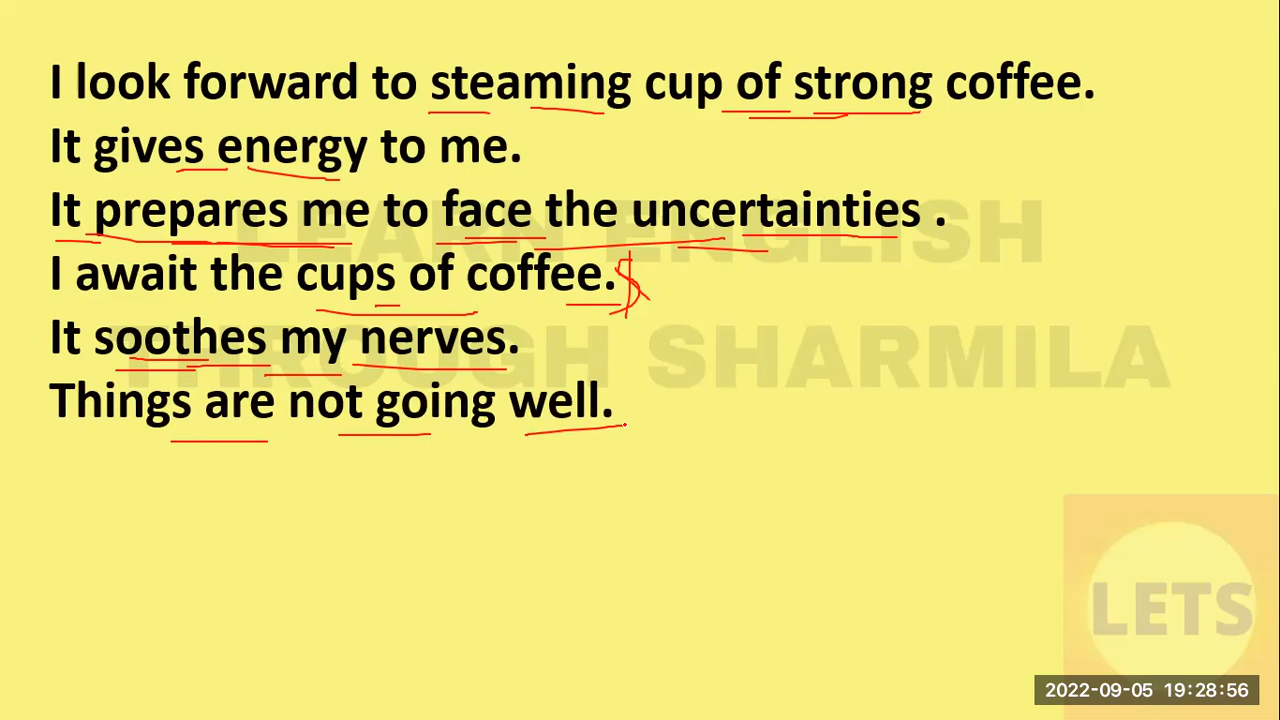 I look forward to steaming cup of strong coffee.
It gives energy to me.
It prepares me to face the uncertainties .
I await the cups of coffee.
It soothes my nerves.
Things are not going well.
LEARN ENGLISH
THROUGH SHARMILA
LETS
2022-09-05 19:28:56